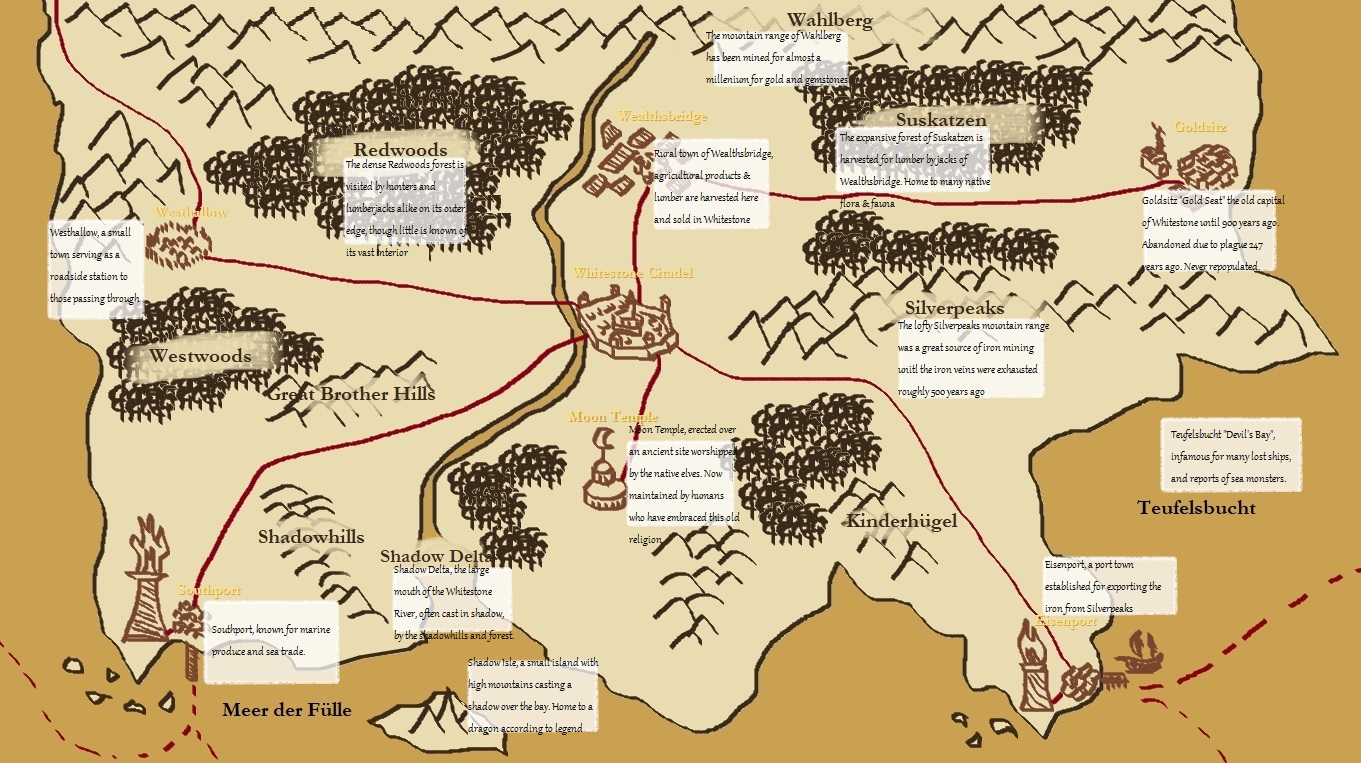 Wahlberg
The mountain range of Wahlberg
has been mined for almost a
millenium for gold and gemstones
Redwoods
The dense Redwoods forest is
visited by hunters and
lumberjacks alike on its outer
edge, though little is known of
its vast interior
Wealthsbridge
Rural town of Wealthsbridge,
agricultural products &
lumber are harvested here
and sold in Whitestone
Suskatzen
The expansive forest of Suskatzen is
harvested for lumber by jacks of
Wealthsbridge. Home to many native
flora & fauna
Goldsitz
Goldsitz "Gold Seat" the old capital
of Whitestone until 900 years ago.
Abandoned due to plague 247
years ago. Never repopulated.
Westhallow
Westhallow, a small
town serving as a
roadside station to
those passing through
Whitestone Citadel
Silverpeaks
The lofty Silverpeaks mountain range
was a great source of iron mining
unitl the iron veins were exhausted
roughly 500 years ago
Westwoods
Great Brother Hills
Moon Temple
Moon Temple, erected over
an ancient site worshipped
by the native elves. Now
maintained by humans
who have embraced this old
religion
Teufelsbucht "Devil's Bay",
infamous for many lost ships,
and reports of sea monsters.
Teufelsbucht
Kinderhügel
Shadowhills
Shadow Delta
Shadow Delta, the large
mouth of the Whitestone
River, often cast in shadow,
by the shadowhills and forest.
Eisenport, a port town
established for exporting the
iron from Silverpeaks
Eisenport
Southport
Southport, known for marine
produce and sea trade.
Shadow Isle, a small island with
high mountains casting a
shadow over the bay. Home to a
dragon according to legend
Meer der Fülle